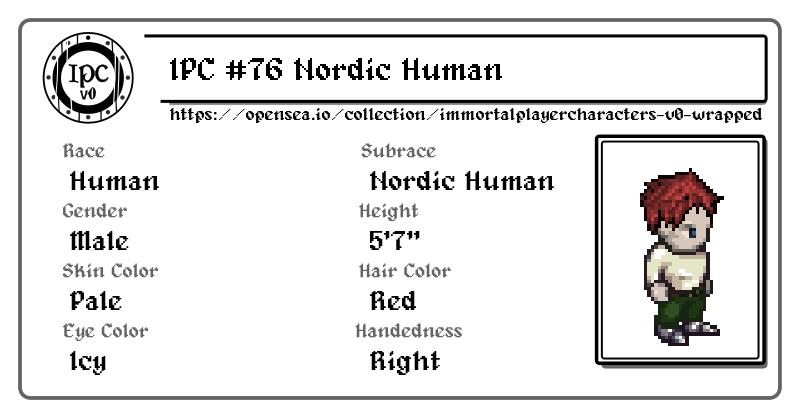 IPC v0
IPC #76 Nordic Human
https://opensea.io/collection/immortalplayercharacters-v0-wrapped
Race
Subrace
Human
Nordic Human
Gender
Height
Male
5'7"
Skin Color
Hair Color
Pale
Red
Eye Color
Handedness
Icy
Right